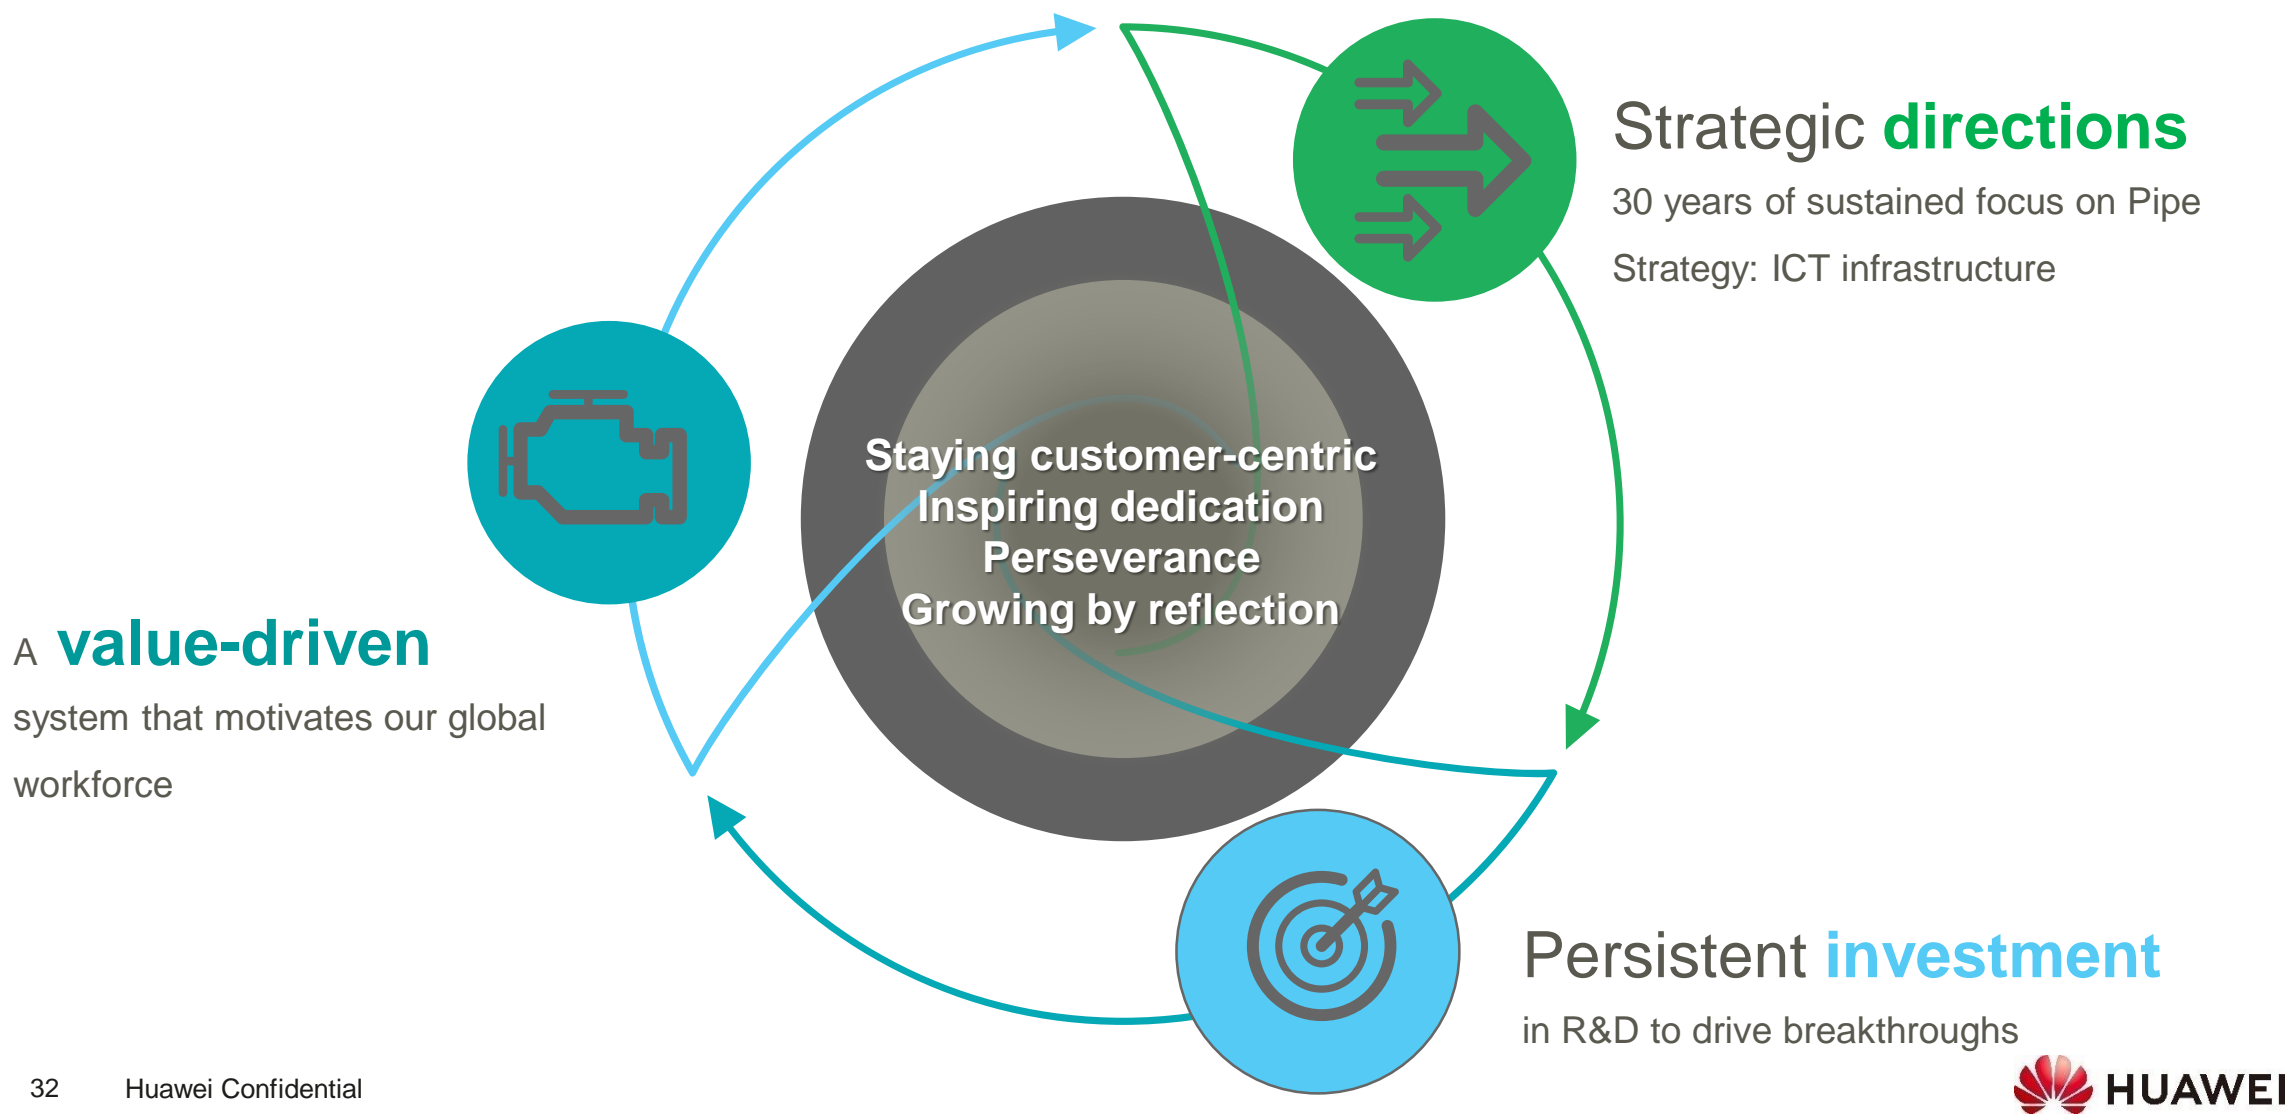 Strategic directions
30 years of sustained focus on Pipe
Strategy: ICT infrastructure
Staying customer-centric
Inspiring dedication
Perseverance
Growing by reflection
A value-driven
system that motivates our global
workforce
Persistent investment
in R&D to drive breakthroughs
32 Huawei Confidential
HUAWEI